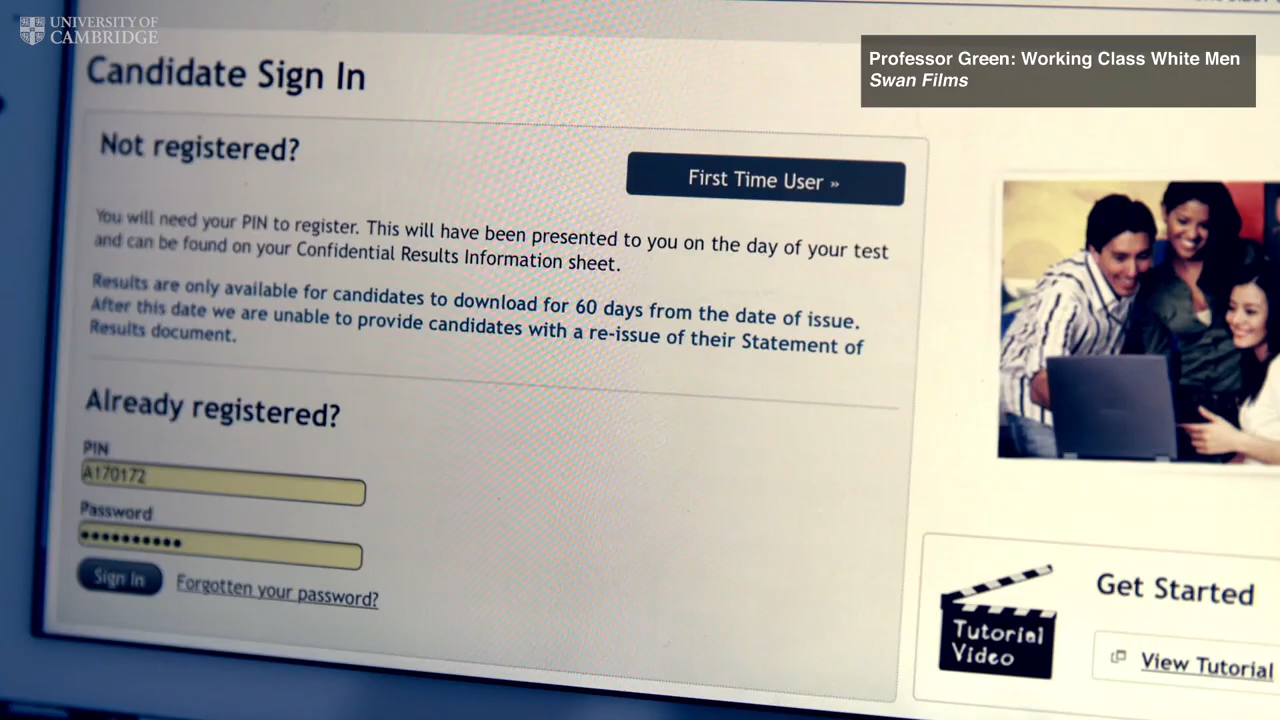 UNIVERSITY OF
CAMBRIDGE
Professor Green: Working Class White Men
Swan Films
Candidate Sign In
Not registered?
First Time User »
You will need your PIN to register. This will have been presented to you on the day of your test
and can be found on your Confidential Results Information sheet.
Results are only available for candidates to download for 60 days from the date of issue.
After this date we are unable to provide candidates with a re-issue of their Statement of
Results document.
Already registered?
PIN
A170172
Password
Sign In
Forgotten your password?
Tutorial
Video
Get Started
View Tutorial